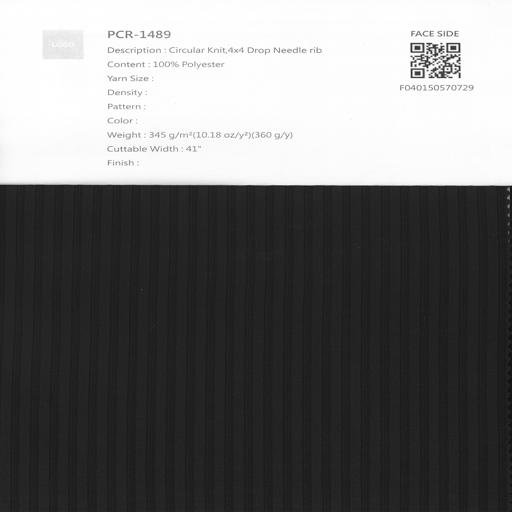 LOGO
PCR-1489
FACE SIDE
Description : Circular Knit,4x4 Drop Needle rib
Content : 100% Polyester
Yarn Size :
Density :
Pattern :
Color :
Weight : 345 g/m²(10.18 oz/y²)(360 g/y)
Cuttable Width : 41"
Finish :
F040150570729